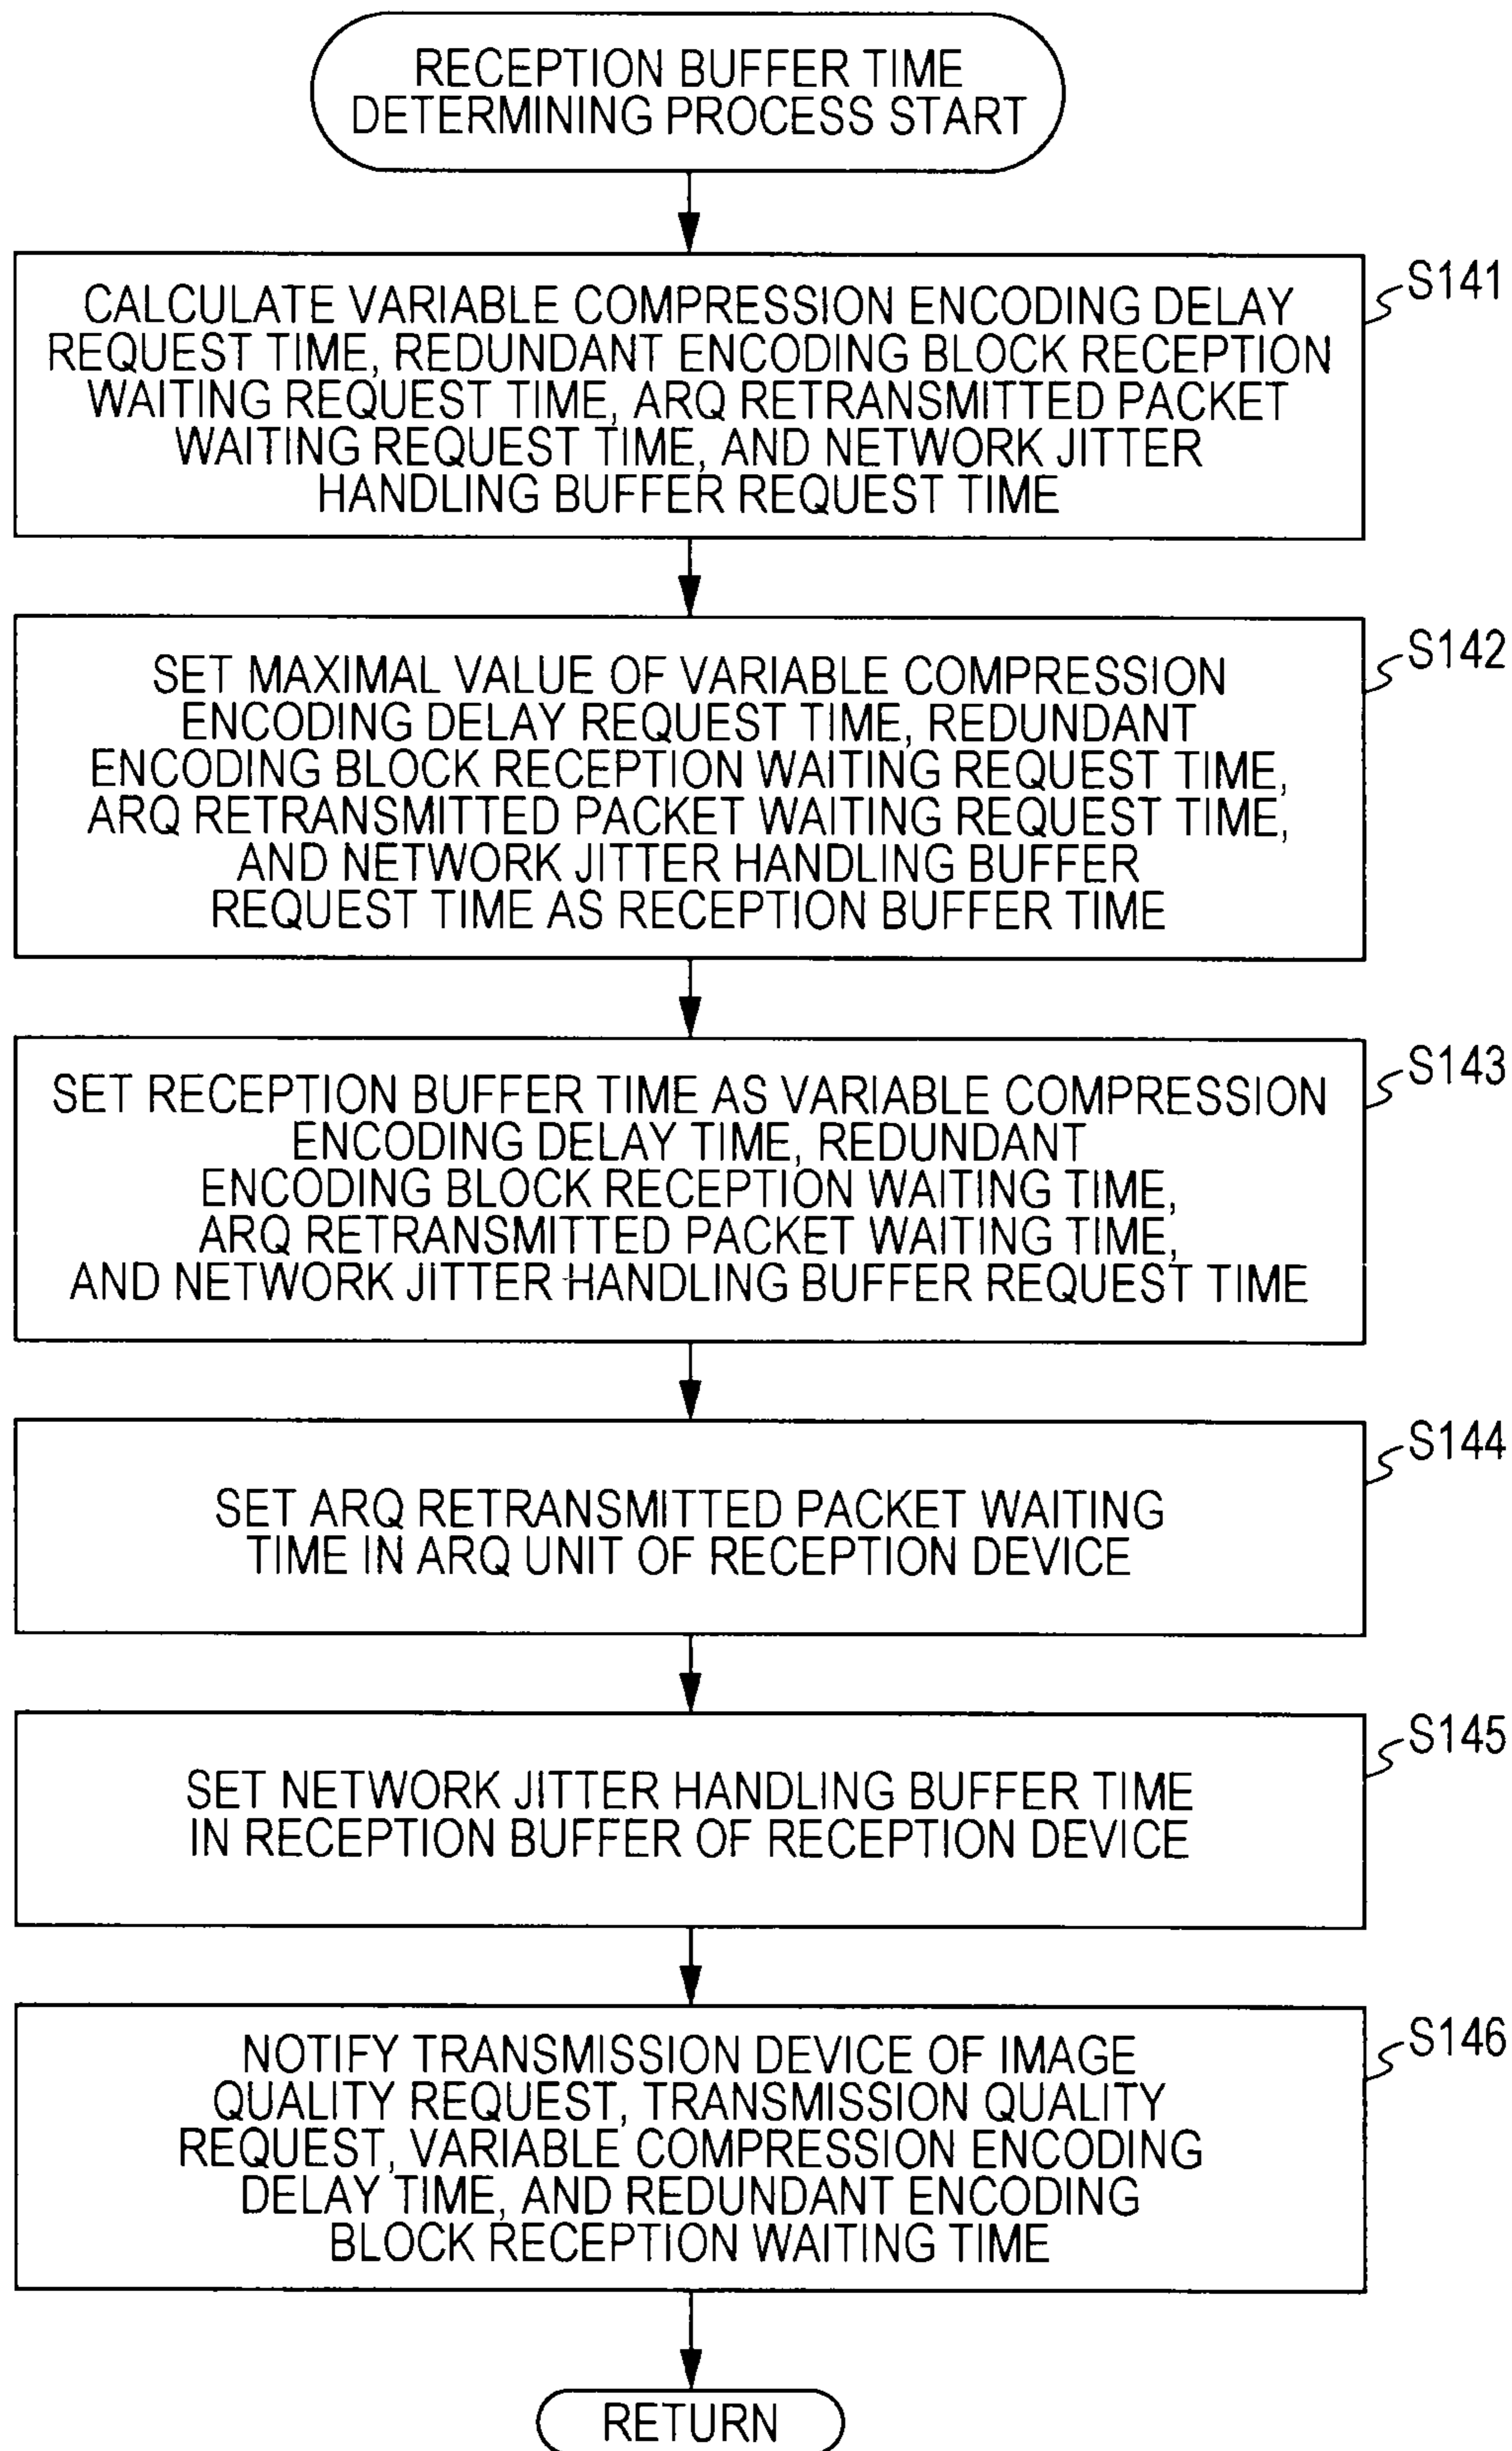 RECEPTION BUFFER TIME
DETERMINING PROCESS START
S141
CALCULATE VARIABLE COMPRESSION ENCODING DELAY
REQUEST TIME, REDUNDANT ENCODING BLOCK RECEPTION
WAITING REQUEST TIME, ARQ RETRANSMITTED PACKET
WAITING REQUEST TIME, AND NETWORK JITTER
HANDLING BUFFER REQUEST TIME
S142
SET MAXIMAL VALUE OF VARIABLE COMPRESSION
ENCODING DELAY REQUEST TIME, REDUNDANT
ENCODING BLOCK RECEPTION WAITING REQUEST TIME,
ARQ RETRANSMITTED PACKET WAITING REQUEST TIME,
AND NETWORK JITTER HANDLING BUFFER
REQUEST TIME AS RECEPTION BUFFER TIME
S143
SET RECEPTION BUFFER TIME AS VARIABLE COMPRESSION
ENCODING DELAY TIME, REDUNDANT
ENCODING BLOCK RECEPTION WAITING TIME,
ARQ RETRANSMITTED PACKET WAITING TIME,
AND NETWORK JITTER HANDLING BUFFER REQUEST TIME
S144
SET ARQ RETRANSMITTED PACKET WAITING
TIME IN ARQ UNIT OF RECEPTION DEVICE
S145
SET NETWORK JITTER HANDLING BUFFER TIME
IN RECEPTION BUFFER OF RECEPTION DEVICE
S146
NOTIFY TRANSMISSION DEVICE OF IMAGE
QUALITY REQUEST, TRANSMISSION QUALITY
REQUEST, VARIABLE COMPRESSION ENCODING
DELAY TIME, AND REDUNDANT ENCODING
BLOCK RECEPTION WAITING TIME
RETURN